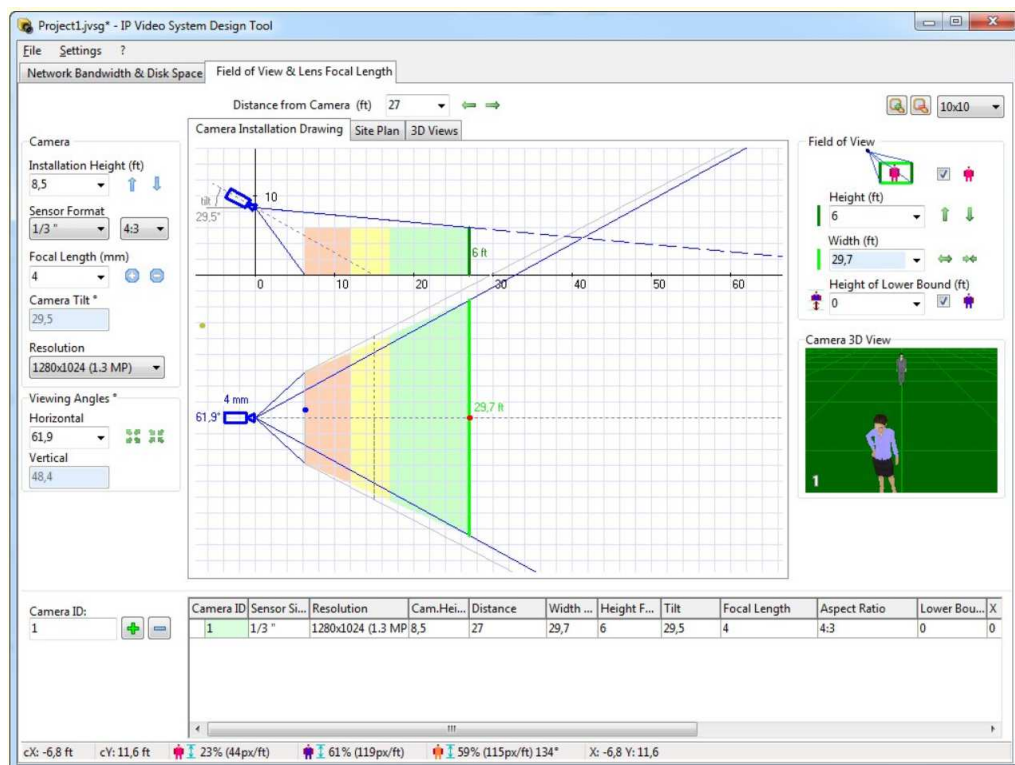 Project1.jvsg* - IP Video System Design Tool
File Settings ?
Network Bandwidth & Disk Space Field of View & Lens Focal Length
Distance from Camera (ft) 27
10x10
Camera Installation Drawing Site Plan 3D Views
Camera
Installation Height (ft)
8,5
Sensor Format
1/3 " 4:3
Focal Length (mm)
4
Camera Tilt °
29,5
Resolution
1280x1024 (1.3 MP)
Viewing Angles °
Horizontal
61,9
Vertical
48,4
tilt
29,5°
10
6 ft
0 10 20 30 40 50 60
4 mm
61,9°
29,7 ft
Field of View
Height (ft)
6
Width (ft)
29,7
Height of Lower Bound (ft)
0
Camera 3D View
1
Camera ID:
1
Camera ID Sensor Si... Resolution Cam.Hei... Distance Width ... Height F... Tilt Focal Length Aspect Ratio Lower Bou... X
1 1/3 " 1280x1024 (1.3 MP 8,5 27 29,7 6 29,5 4 4:3 0 0
cX: -6,8 ft cY: 11,6 ft 23% (44px/ft) 61% (119px/ft) 59% (115px/ft) 134° X: -6,8 Y: 11,6